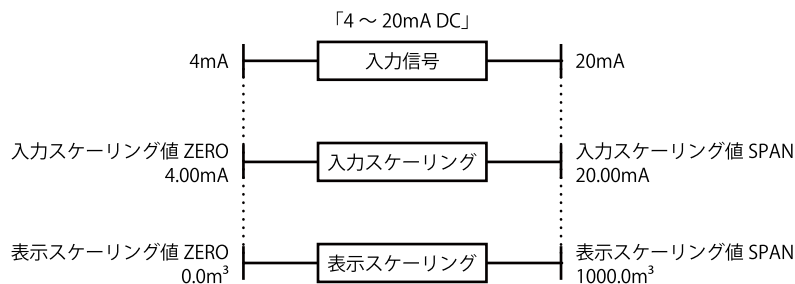 「4 ～ 20mA DC」
4mA
入力信号
20mA
入力スケーリング値 ZERO
4.00mA
入力スケーリング
入力スケーリング値 SPAN
20.00mA
表示スケーリング値 ZERO
0.0m³
表示スケーリング
表示スケーリング値 SPAN
1000.0m³